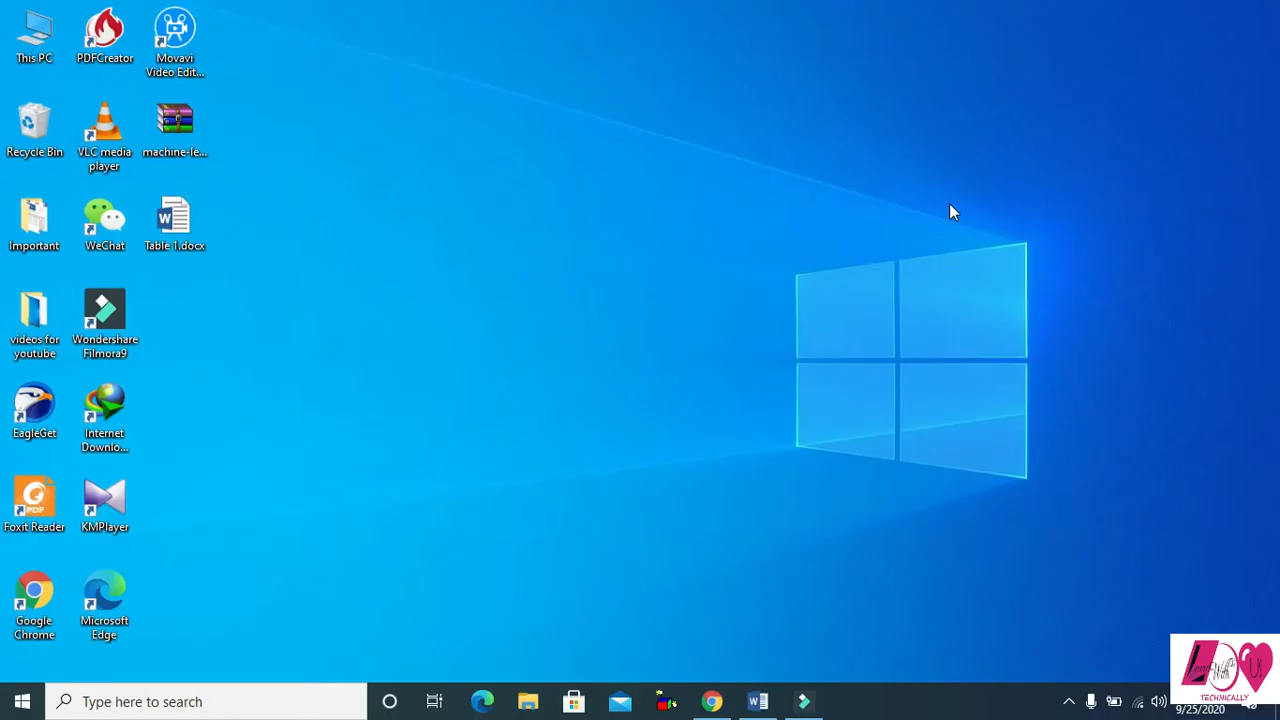 This PC
PDFCreator
Movavi
Video Edit...
Recycle Bin
VLC media
player
machine-le...
Important
WeChat
Table 1.docx
videos for
youtube
Wondershare
Filmora9
EagleGet
Internet
Downlo...
Foxit Reader
KMPlayer
Google
Chrome
Microsoft
Edge
Type here to search
9/25/2020
TECHNICALLY